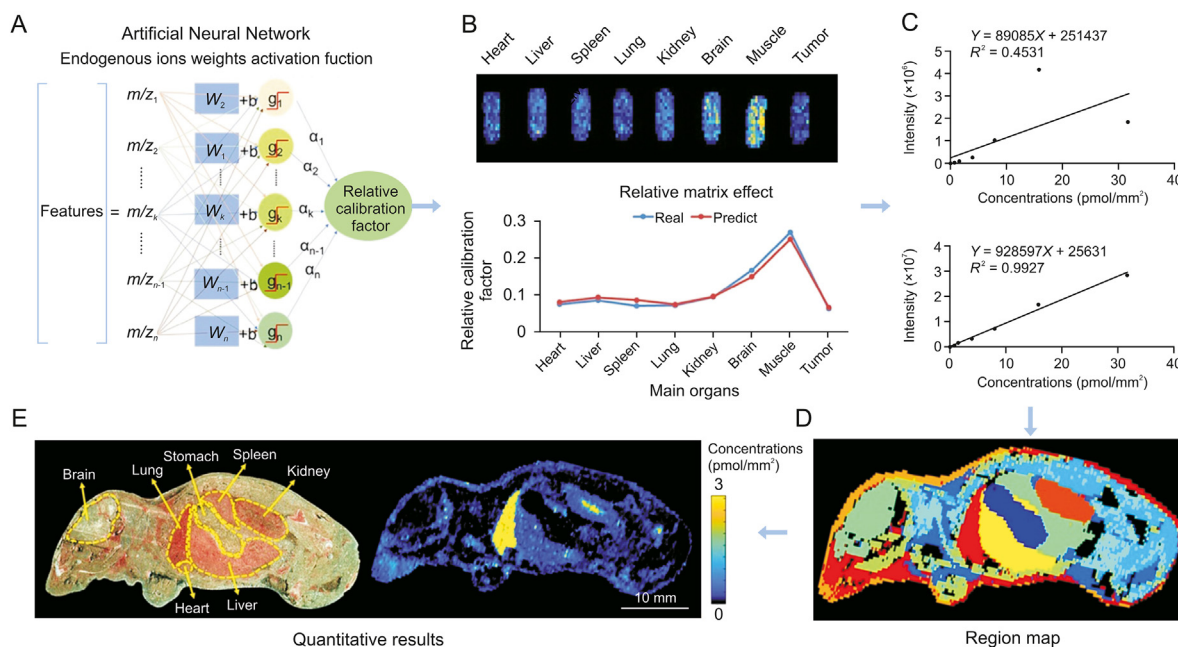 A
Artificial Neural Network
Endogenous ions weights activation fuction
Features =
m/z1
m/z2
m/zk
m/zn-1
m/zn
W2 +b g1
W1 +b g2
Wk +b gk
Wn-1 +b gn-1
Wn +b gn
α1
α2
αk
αn-1
αn
Relative
calibration
factor
B
Heart Liver Spleen Lung Kidney Brain Muscle Tumor
Relative matrix effect
Real Predict
Relative calibration
factor
0.3
0.2
0.1
0
Heart Liver Spleen Lung Kidney Brain Muscle Tumor
Main organs
C
Y = 89085X + 251437
R² = 0.4531
Intensity (×10⁶)
5
4
3
2
1
0
0 10 20 30 40
Concentrations (pmol/mm²)
Y = 928597X + 25631
R² = 0.9927
Intensity (×10⁷)
4
3
2
1
0
0 10 20 30 40
Concentrations (pmol/mm²)
D
Region map
E
Brain
Lung
Stomach
Spleen
Kidney
Heart
Liver
10 mm
Concentrations
(pmol/mm²)
3
0
Quantitative results